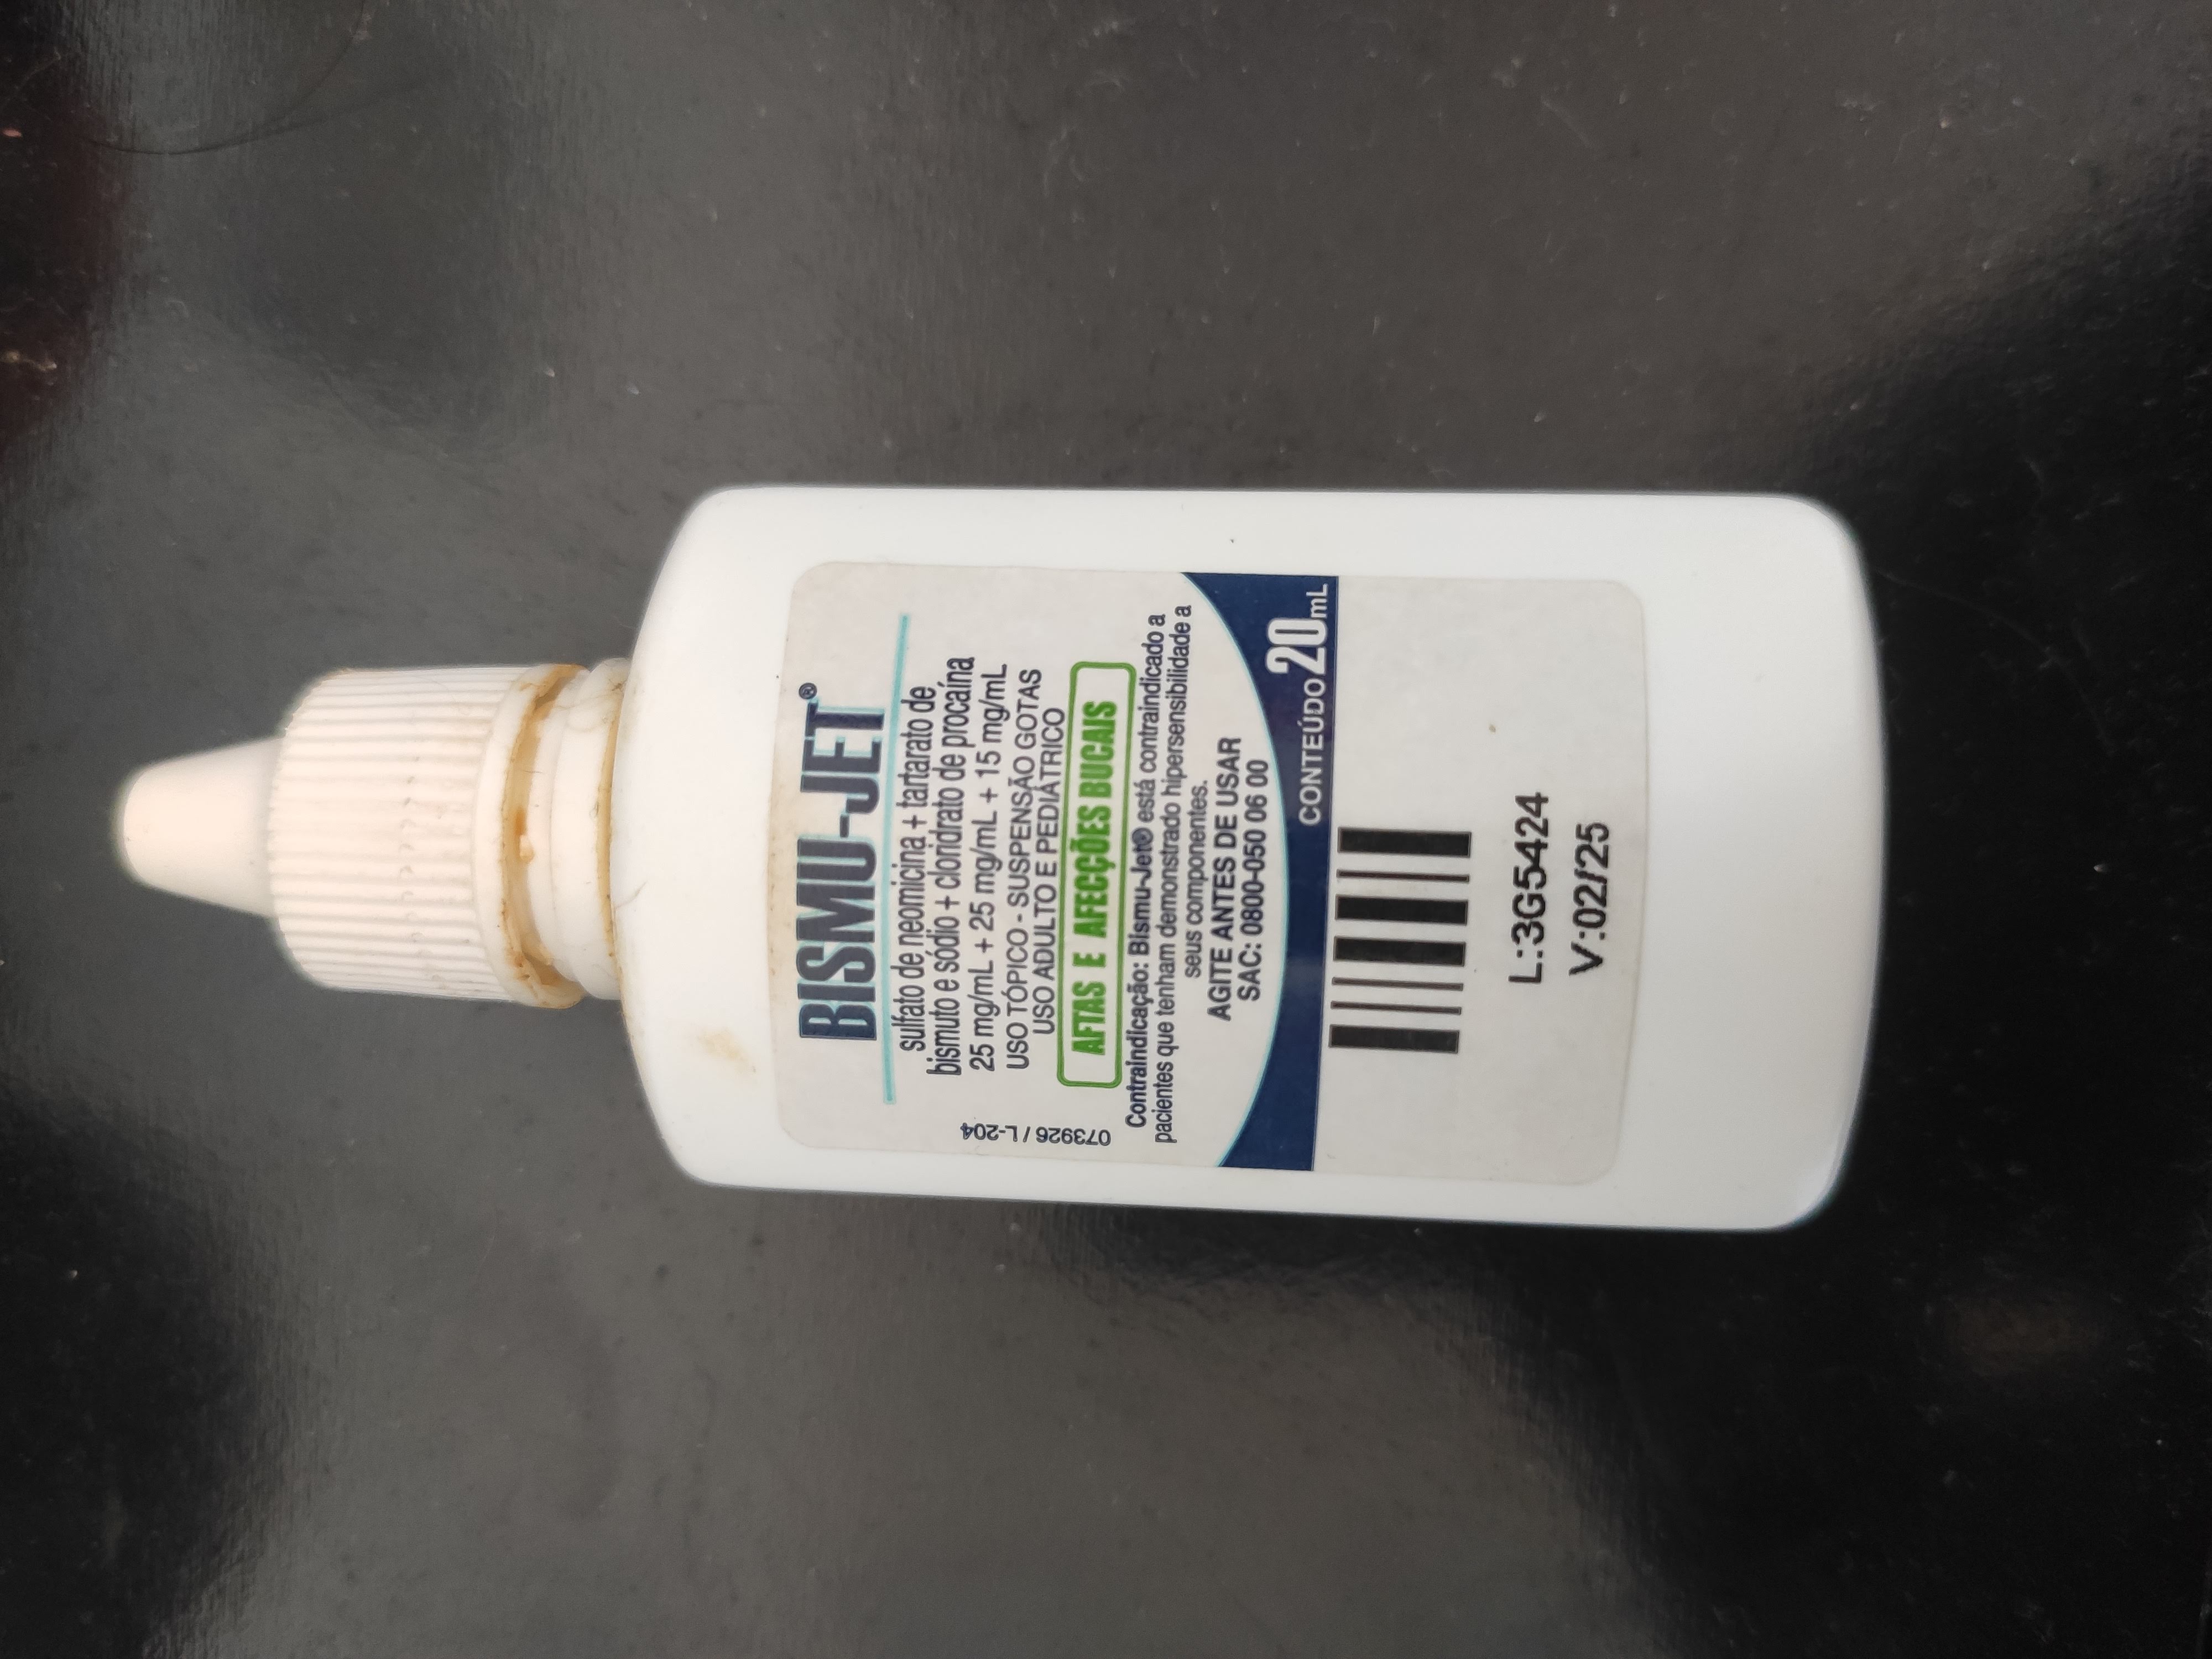 BISMU-JET®
sulfato de neomicina + tartarato de
bismuto e sódio + cloridrato de procaína
25 mg/mL + 25 mg/mL + 15 mg/mL
USO TÓPICO - SUSPENSÃO GOTAS
USO ADULTO E PEDIÁTRICO
AFTAS E AFECÇÕES BUCAIS
Contraindicação: Bismu-Jet® está contraindicado a
pacientes que tenham demonstrado hipersensibilidade a
seus componentes.
AGITE ANTES DE USAR
SAC: 0800-050 06 00
CONTEÚDO 20 mL
073926 / L-204
L:3G5424
V:02/25